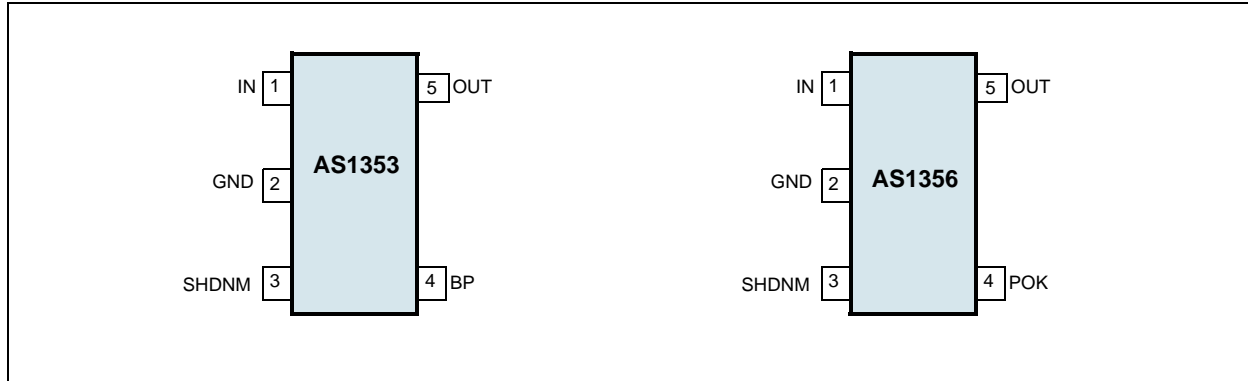 IN 1
5 OUT
AS1353
GND 2
SHDNM 3
4 BP
IN 1
5 OUT
AS1356
GND 2
SHDNM 3
4 POK